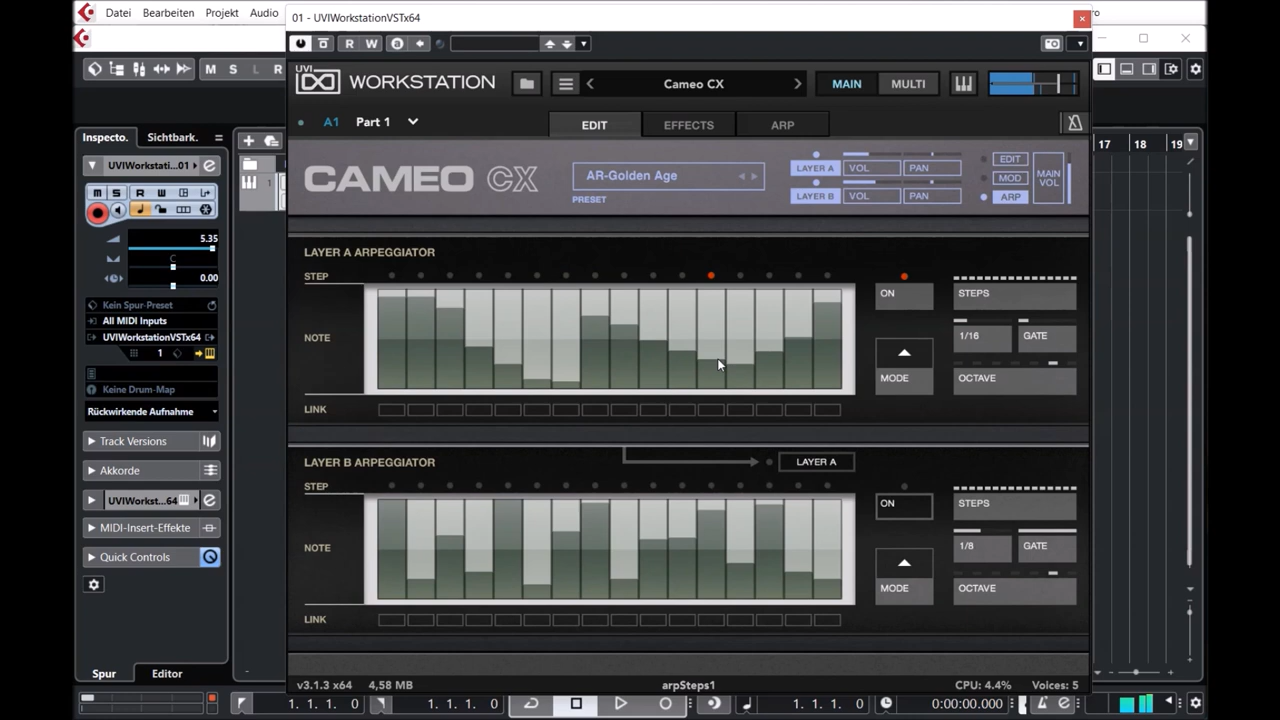 Datei Bearbeiten Projekt Audio
01 - UVIWorkstationVSTx64
R W
M S L R
UVI WORKSTATION
Cameo CX
MAIN MULTI
A1 Part 1
EDIT EFFECTS ARP
Inspecto. Sichtbark.
17 18 19
UVIWorkstati...01
CAMEO CX
AR-Golden Age
PRESET
LAYER A VOL PAN
LAYER B VOL PAN
EDIT
MOD
ARP
MAIN VOL
m S R W
1
5.35
C
0.00
Kein Spur-Preset
All MIDI Inputs
UVIWorkstationVSTx64
1
Keine Drum-Map
Rückwirkende Aufnahme
Track Versions
Akkorde
UVIWorkst...64
MIDI-Insert-Effekte
Quick Controls
LAYER A ARPEGGIATOR
STEP
NOTE
LINK
ON
MODE
STEPS
1/16 GATE
OCTAVE
LAYER B ARPEGGIATOR
LAYER A
STEP
NOTE
LINK
ON
MODE
STEPS
1/8 GATE
OCTAVE
Spur Editor
v3.1.3 x64 4,58 MB arpSteps1 CPU: 4.4% Voices: 5
1. 1. 1. 0 1. 1. 1. 0 1. 1. 1. 0 0:00:00.000